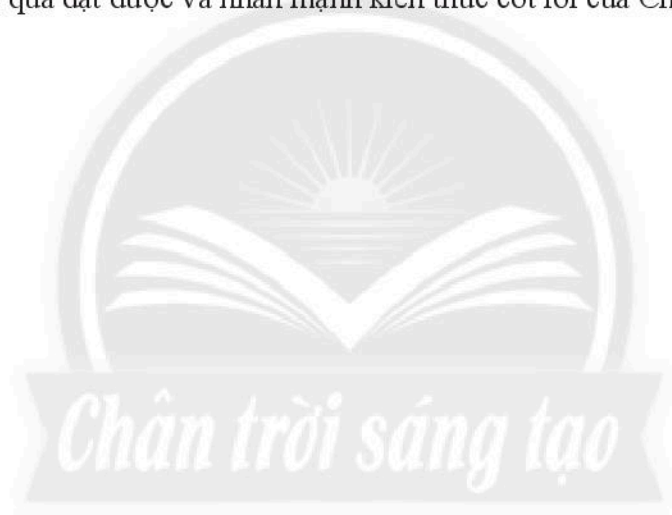 quả đạt được và nhấn mạnh kiến thức cốt lõi của
Chân trời sáng tạo